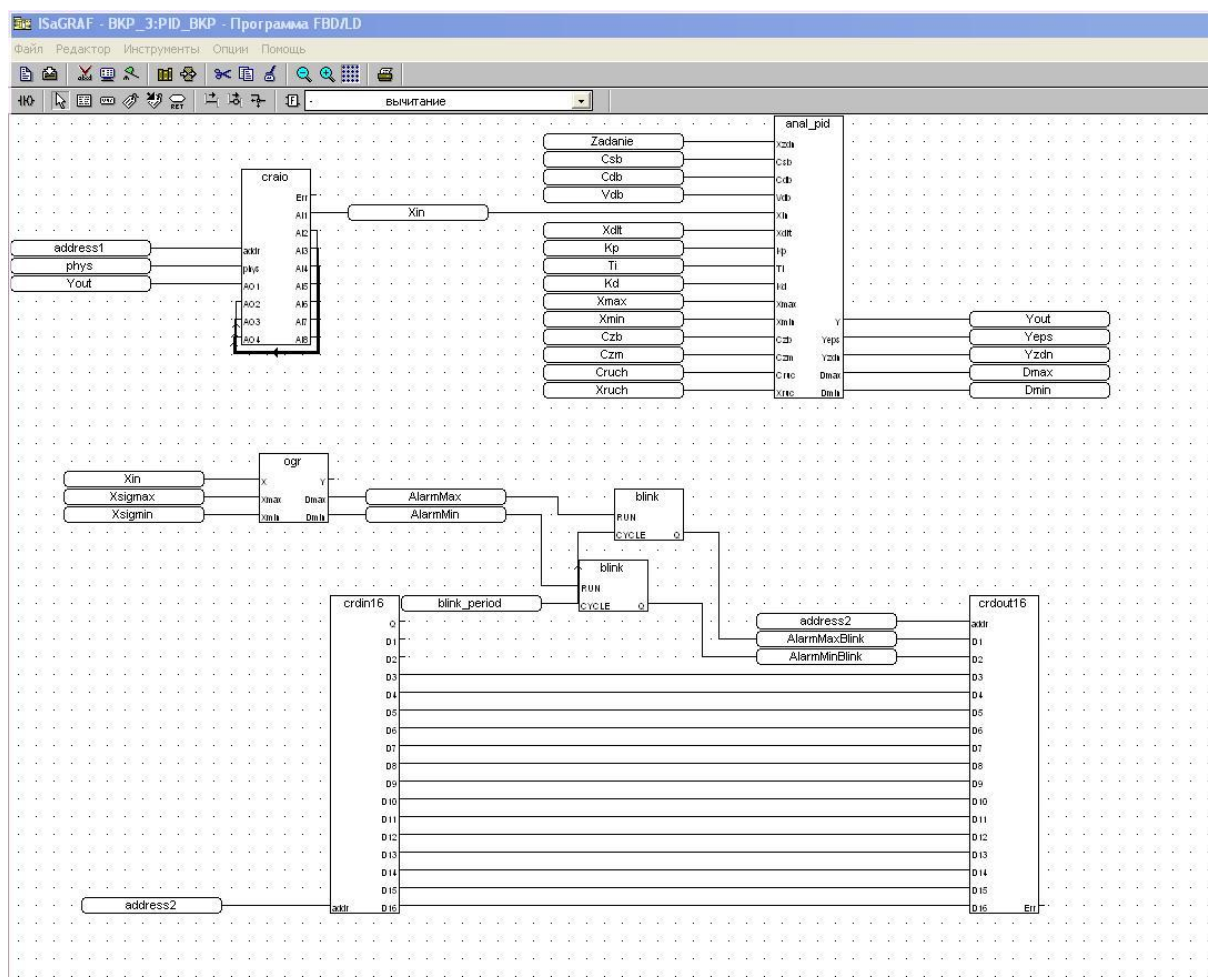 ISaGRAF - BKP_3:PID_BKP - Программа FBD/LD
Файл Редактор Инструменты Опции Помощь
RET
- вычитание
anal_pid
Zadanie
Xzdn
Csb
Csb
Cdb
Cdb
Vdb
Vdb
Xin
Xdlt
Xdlt
Kp
Kp
Ti
Ti
Kd
Kd
Xmax
Xmax
Xmin
Xmin
Y
Yout
Czb
Czb
Yeps
Yeps
Czm
Czm
Yzdn
Yzdn
Cruch
Cruc
Dmax
Dmax
Xruch
Xruc
Dmin
Dmin
craio
Err
AI1
Xin
AI2
address1
addr
AI3
phys
phys
AI4
Yout
AO1
AI5
AO2
AI6
AO3
AI7
AO4
AI8
ogr
Xin
X
Y
Xsigmax
Xmax
Dmax
AlarmMax
Xsigmin
Xmin
Dmin
AlarmMin
blink
RUN
CYCLE
Q
blink
RUN
blink_period
CYCLE
Q
crdin16
Q
D1
D2
D3
D4
D5
D6
D7
D8
D9
D10
D11
D12
D13
D14
D15
address2
addr
D16
crdout16
address2
addr
AlarmMaxBlink
D1
AlarmMinBlink
D2
D3
D4
D5
D6
D7
D8
D9
D10
D11
D12
D13
D14
D15
D16
Err